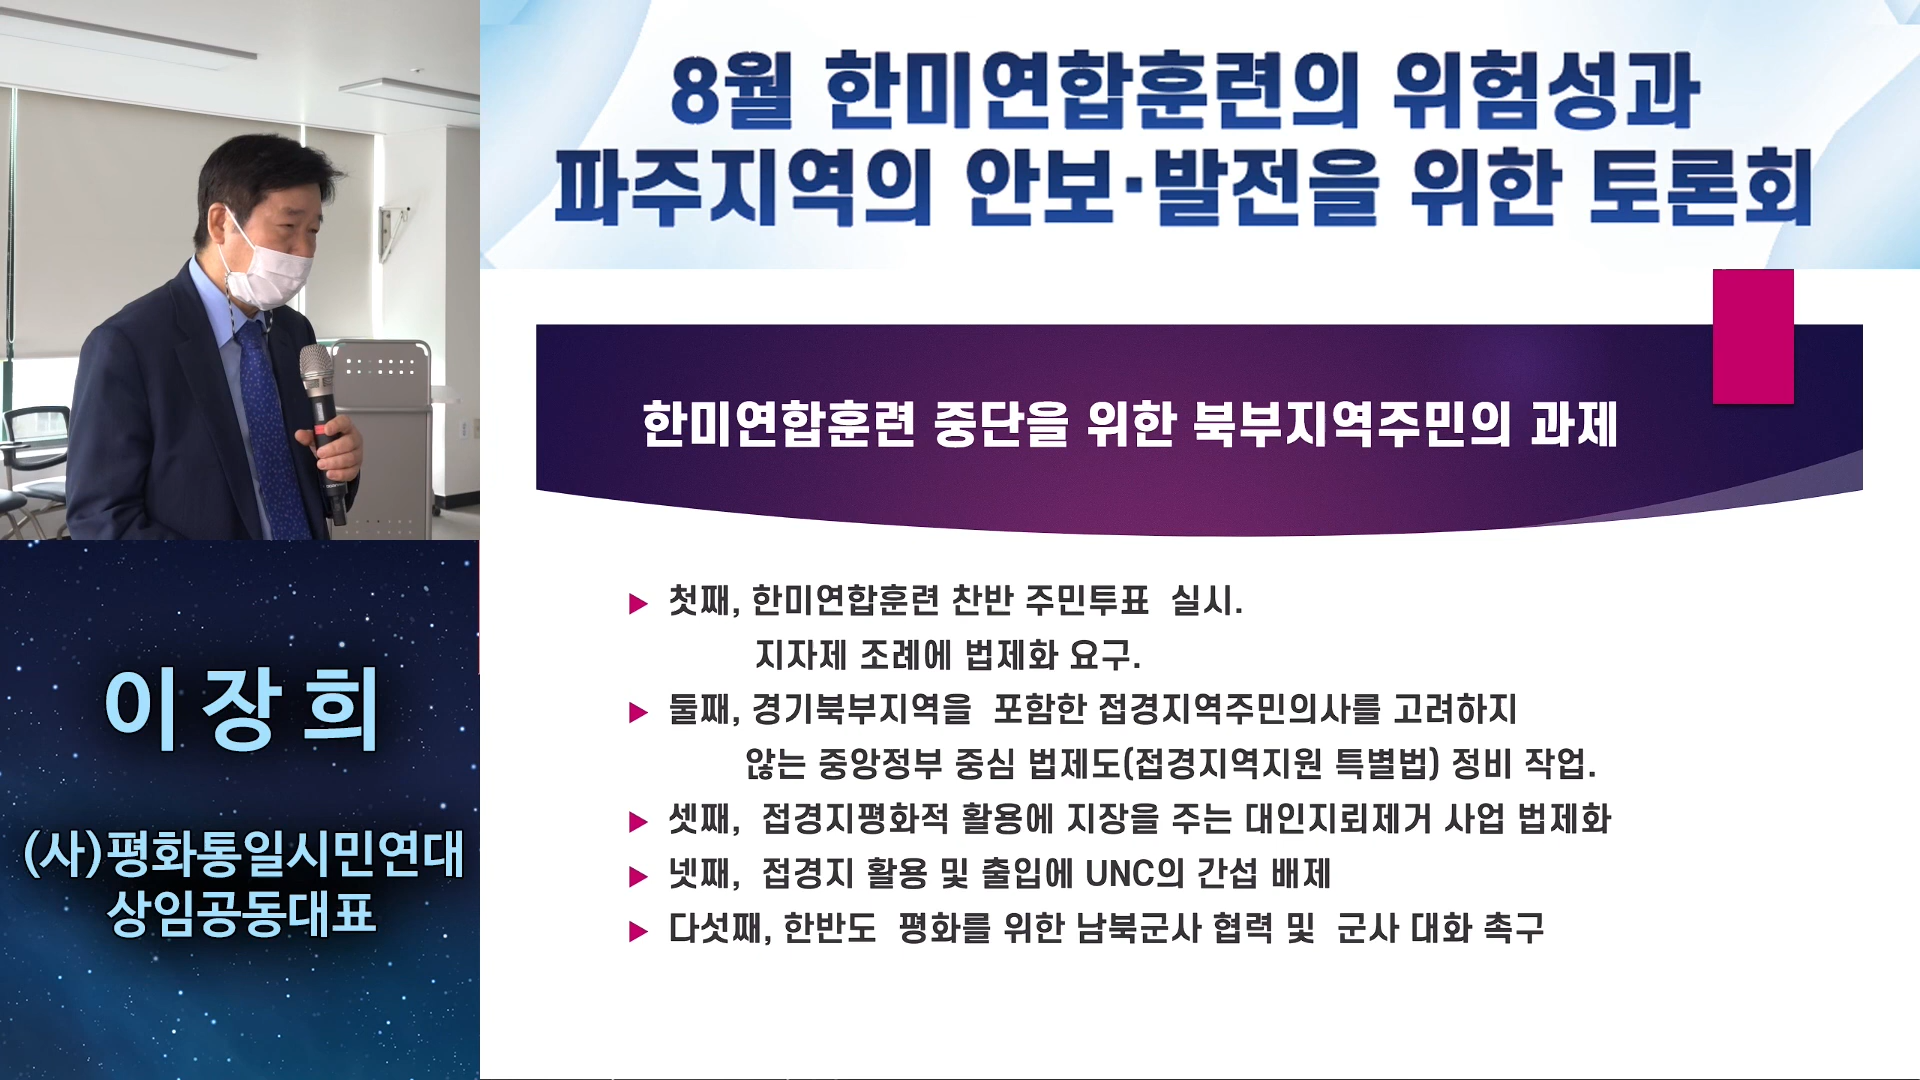 8월 한미연합훈련의 위험성과
파주지역의 안보·발전을 위한 토론회
한미연합훈련 중단을 위한 북부지역주민의 과제
첫째, 한미연합훈련 찬반 주민투표 실시.
지자제 조례에 법제화 요구.
둘째, 경기북부지역을 포함한 접경지역주민의사를 고려하지
않는 중앙정부 중심 법제도(접경지역지원 특별법) 정비 작업.
셋째, 접경지평화적 활용에 지장을 주는 대인지뢰제거 사업 법제화
넷째, 접경지 활용 및 출입에 UNC의 간섭 배제
다섯째, 한반도 평화를 위한 남북군사 협력 및 군사 대화 촉구
이장희
(사)평화통일시민연대
상임공동대표